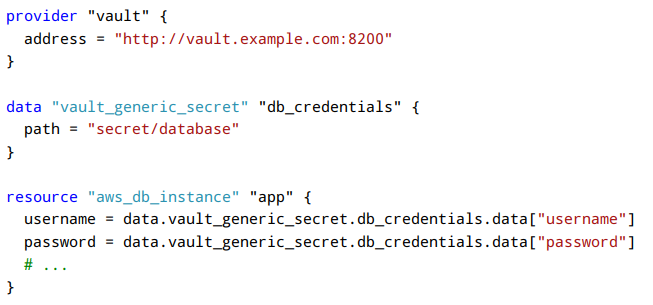 provider "vault" {
  address = "http://vault.example.com:8200"
}

data "vault_generic_secret" "db_credentials" {
  path = "secret/database"
}

resource "aws_db_instance" "app" {
  username = data.vault_generic_secret.db_credentials.data["username"]
  password = data.vault_generic_secret.db_credentials.data["password"]
  # ...
}